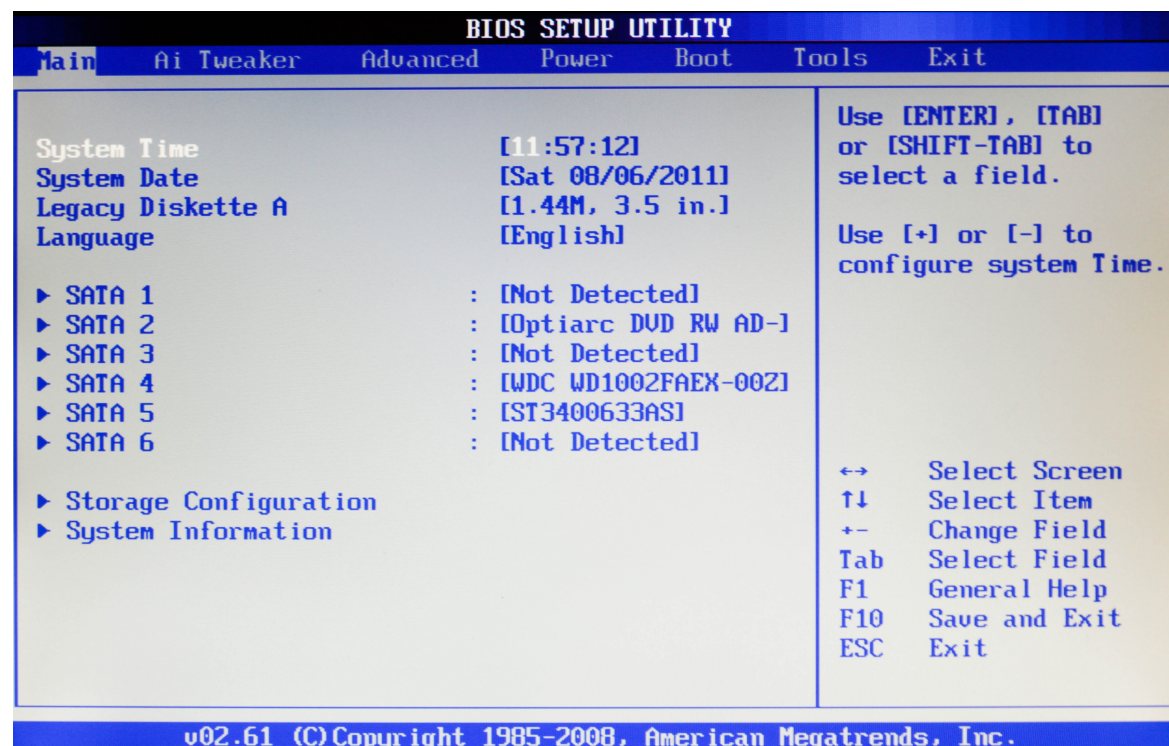 BIOS SETUP UTILITY
Main Ai Tweaker Advanced Power Boot Tools Exit
System Time [11:57:12]
System Date [Sat 08/06/2011]
Legacy Diskette A [1.44M, 3.5 in.]
Language [English]
▶ SATA 1 : [Not Detected]
▶ SATA 2 : [Optiarc DVD RW AD-]
▶ SATA 3 : [Not Detected]
▶ SATA 4 : [WDC WD1002FAEX-00Z]
▶ SATA 5 : [ST3400633AS]
▶ SATA 6 : [Not Detected]
▶ Storage Configuration
▶ System Information
Use [ENTER], [TAB]
or [SHIFT-TAB] to
select a field.
Use [+] or [-] to
configure system Time.
←→ Select Screen
↑↓ Select Item
+- Change Field
Tab Select Field
F1 General Help
F10 Save and Exit
ESC Exit
v02.61 (C)Copyright 1985-2008, American Megatrends, Inc.